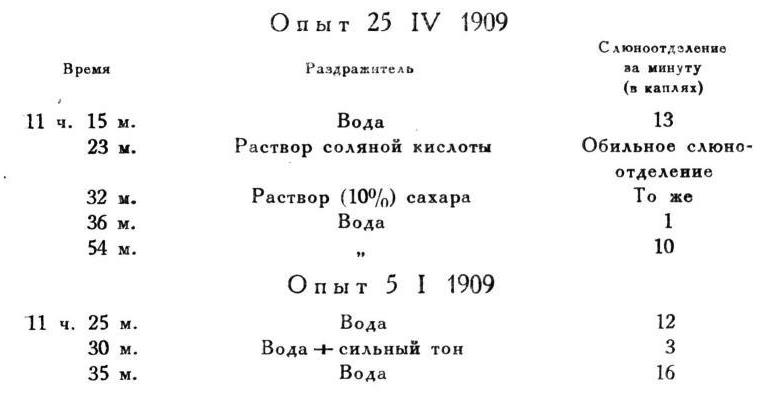 Опыт 25 IV 1909
Время Раздражитель Слюноотделение за минуту (в каплях)
11 ч. 15 м. Вода 13
23 м. Раствор соляной кислоты Обильное слюно-
отделение
32 м. Раствор (10%) сахара То же
36 м. Вода 1
54 м. „ 10
Опыт 5 I 1909
11 ч. 25 м. Вода 12
30 м. Вода + сильный тон 3
35 м. Вода 16